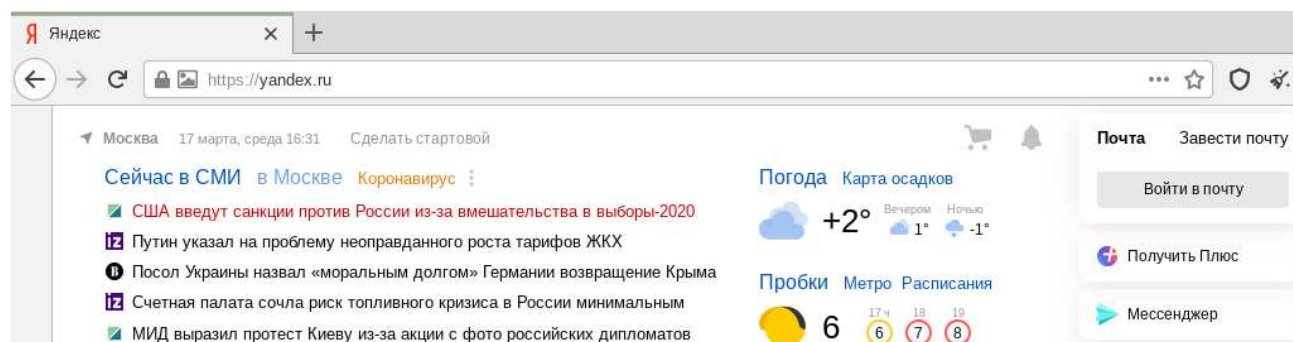 Я Яндекс
https://yandex.ru
Москва 17 марта, среда 16:31 Сделать стартовой
Сейчас в СМИ в Москве Коронавирус
США введут санкции против России из-за вмешательства в выборы-2020
iz Путин указал на проблему неоправданного роста тарифов ЖКХ
В Посол Украины назвал «моральным долгом» Германии возвращение Крыма
iz Счетная палата сочла риск топливного кризиса в России минимальным
МИД выразил протест Киеву из-за акции с фото российских дипломатов
Погода Карта осадков
+2° Вечером 1° Ночью -1°
Пробки Метро Расписания
6 17 ч 6 18 7 19 8
Почта Завести почту
Войти в почту
Получить Плюс
Мессенджер